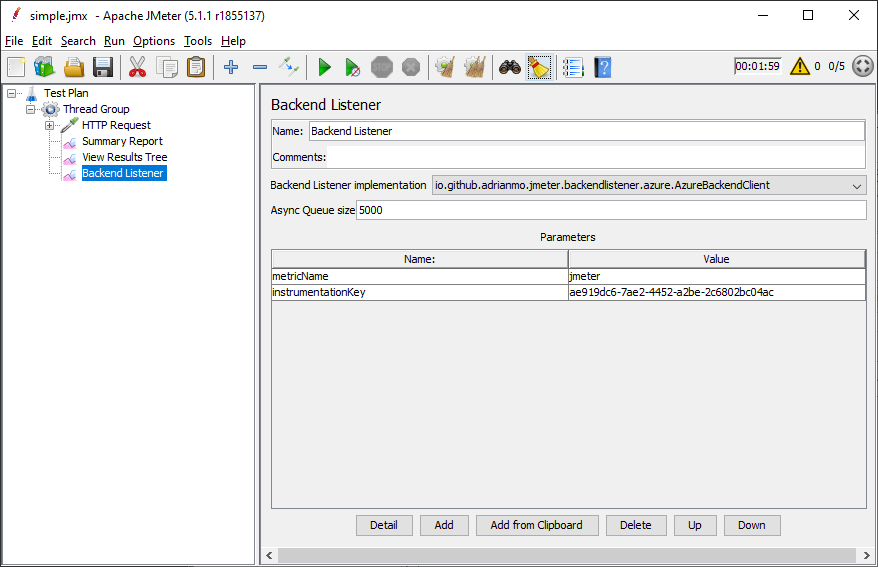 simple.jmx - Apache JMeter (5.1.1 r1855137)
File Edit Search Run Options Tools Help
STOP 00:01:59 0 0/5
Test Plan
Thread Group
HTTP Request
Summary Report
View Results Tree
Backend Listener
Backend Listener
Name: Backend Listener
Comments:
Backend Listener implementation io.github.adrianmo.jmeter.backendlistener.azure.AzureBackendClient
Async Queue size 5000
Parameters
Name: Value
metricName jmeter
instrumentationKey ae919dc6-7ae2-4452-a2be-2c6802bc04ac
Detail Add Add from Clipboard Delete Up Down